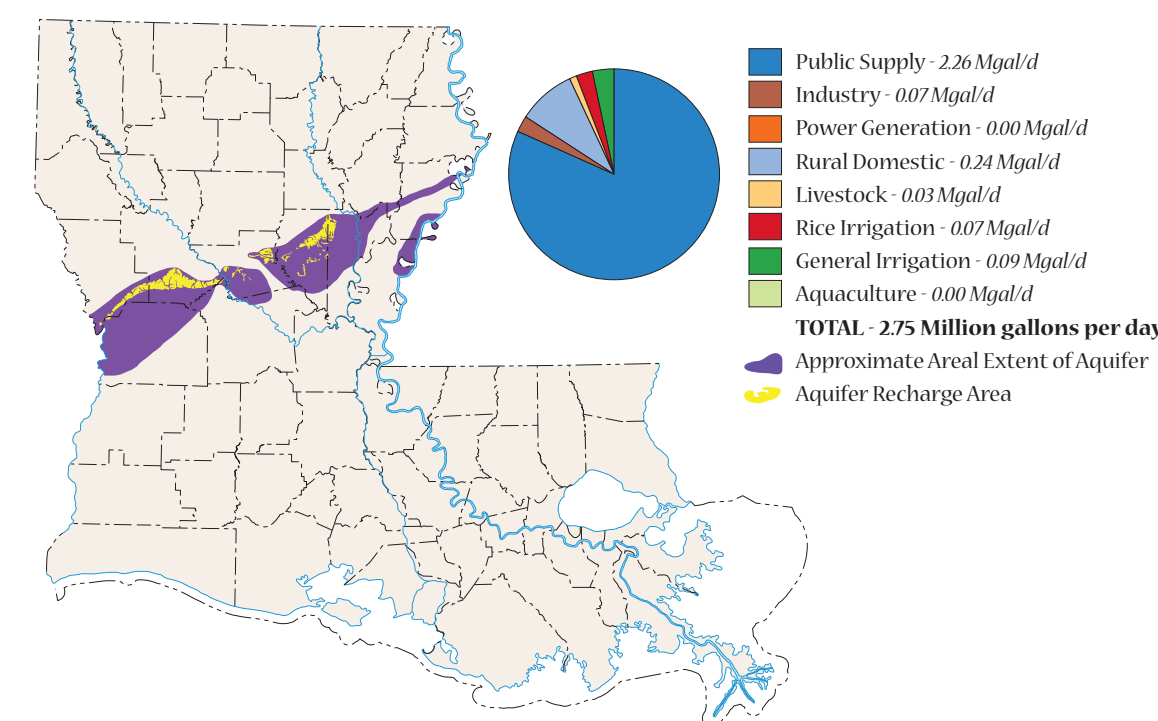 Public Supply - 2.26 Mgal/d
Industry - 0.07 Mgal/d
Power Generation - 0.00 Mgal/d
Rural Domestic - 0.24 Mgal/d
Livestock - 0.03 Mgal/d
Rice Irrigation - 0.07 Mgal/d
General Irrigation - 0.09 Mgal/d
Aquaculture - 0.00 Mgal/d
TOTAL - 2.75 Million gallons per day
Approximate Areal Extent of Aquifer
Aquifer Recharge Area